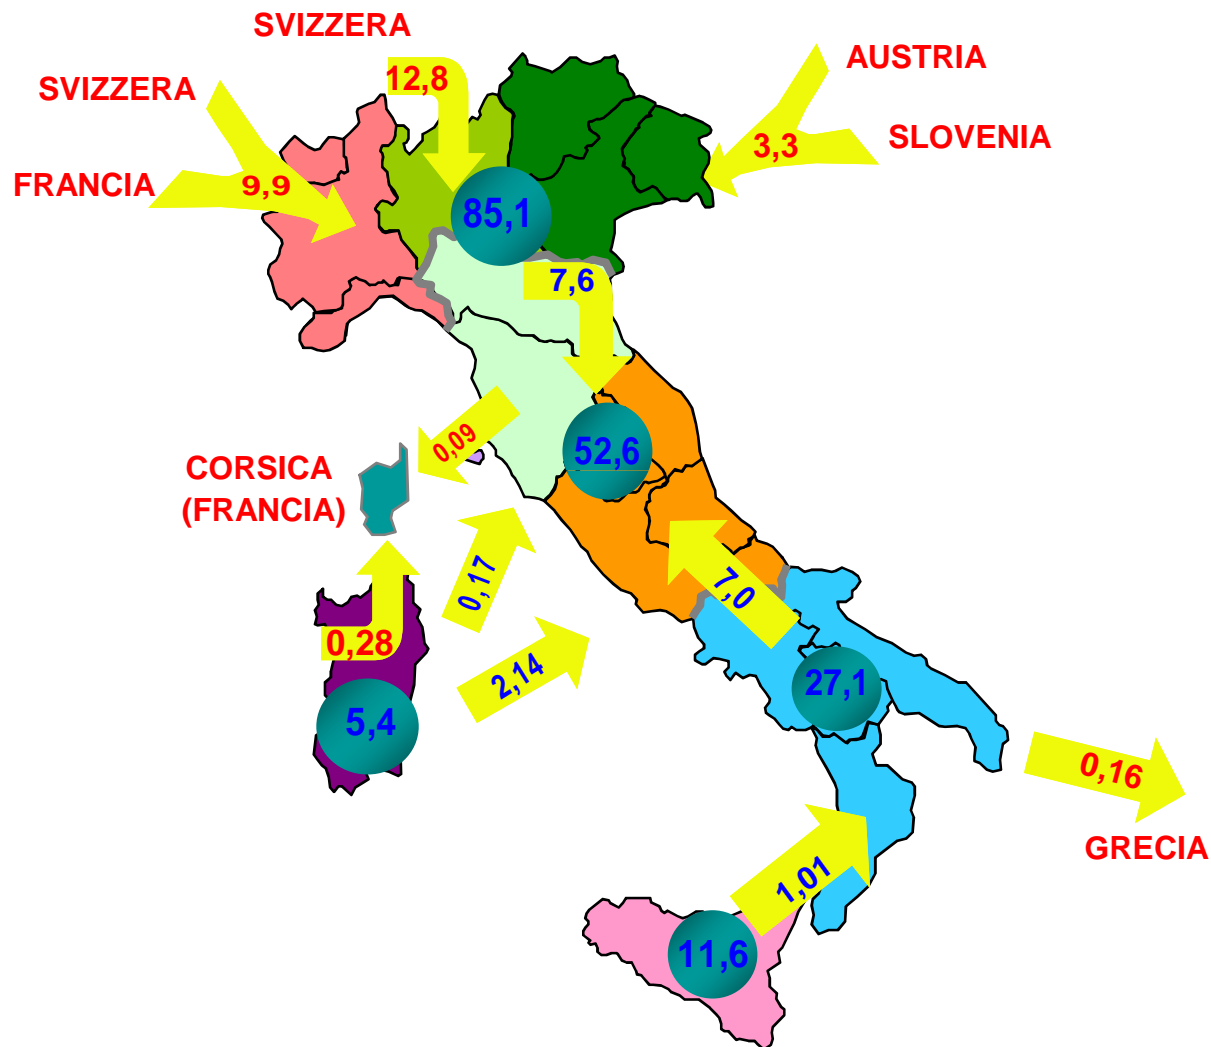 SVIZZERA
12,8
AUSTRIA
SVIZZERA
SLOVENIA
3,3
FRANCIA
9,9
85,1
7,6
0,09
52,6
CORSICA
(FRANCIA)
0,17
7,0
0,28
2,14
27,1
5,4
0,16
GRECIA
1,01
11,6